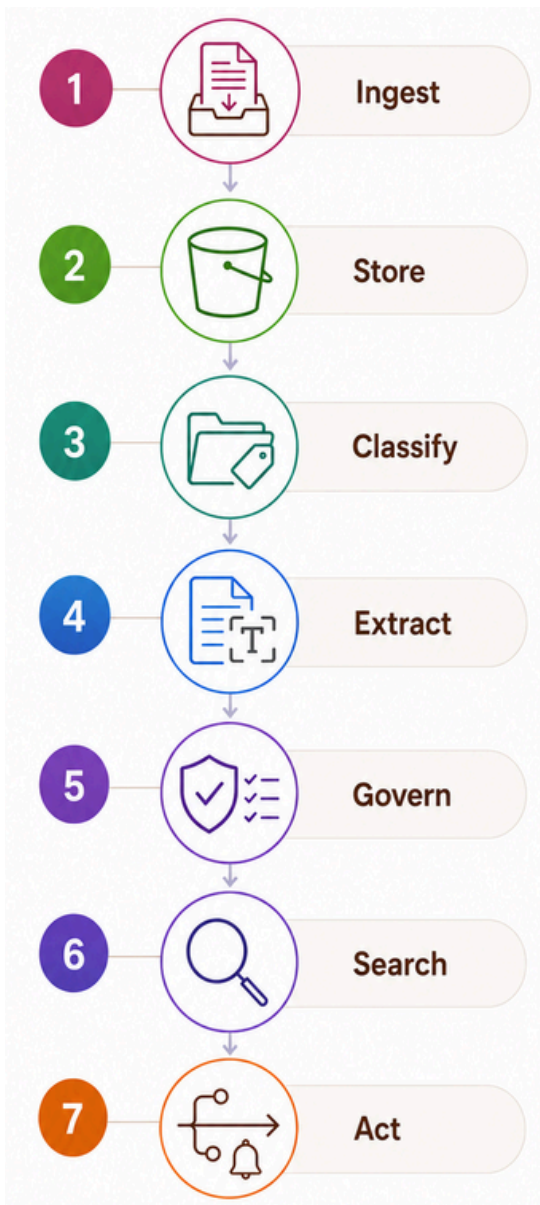 1 Ingest
2 Store
3 Classify
4 Extract
T
5 Govern
6 Search
7 Act